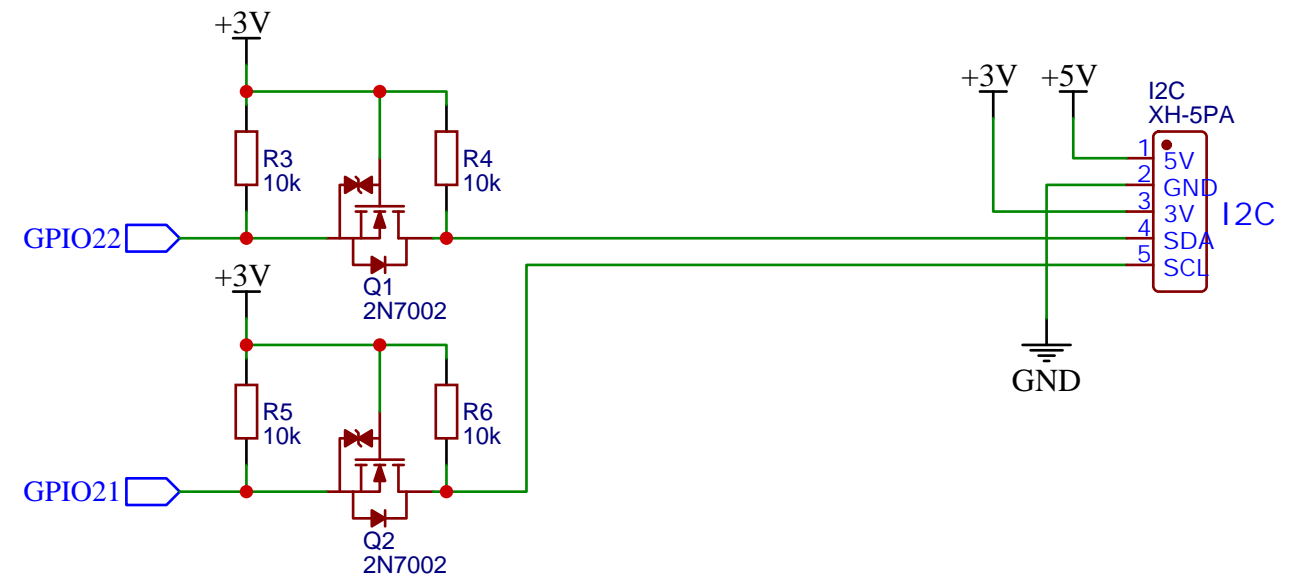 +3V
R3
10k
R4
10k
GPIO22
Q1
2N7002
+3V
R5
10k
R6
10k
GPIO21
Q2
2N7002
+3V
+5V
I2C
XH-5PA
1
5V
2
GND
3
3V
4
SDA
5
SCL
I2C
GND